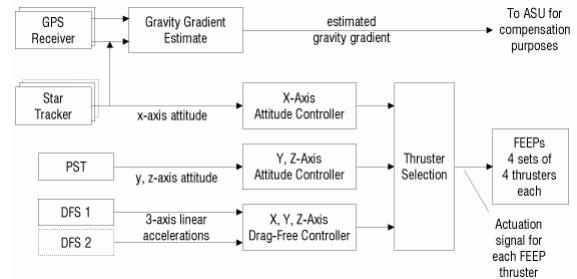 GPS
Receiver
Gravity Gradient
Estimate
estimated
gravity gradient
To ASU for
compensation
purposes
Star
Tracker
x-axis attitude
X-Axis
Attitude Controller
PST
y, z-axis attitude
Y, Z-Axis
Attitude Controller
Thruster
Selection
FEEPs
4 sets of
4 thrusters
each
DFS 1
DFS 2
3-axis linear
accelerations
X, Y, Z-Axis
Drag-Free Controller
Actuation
signal for
each FEEP
thruster